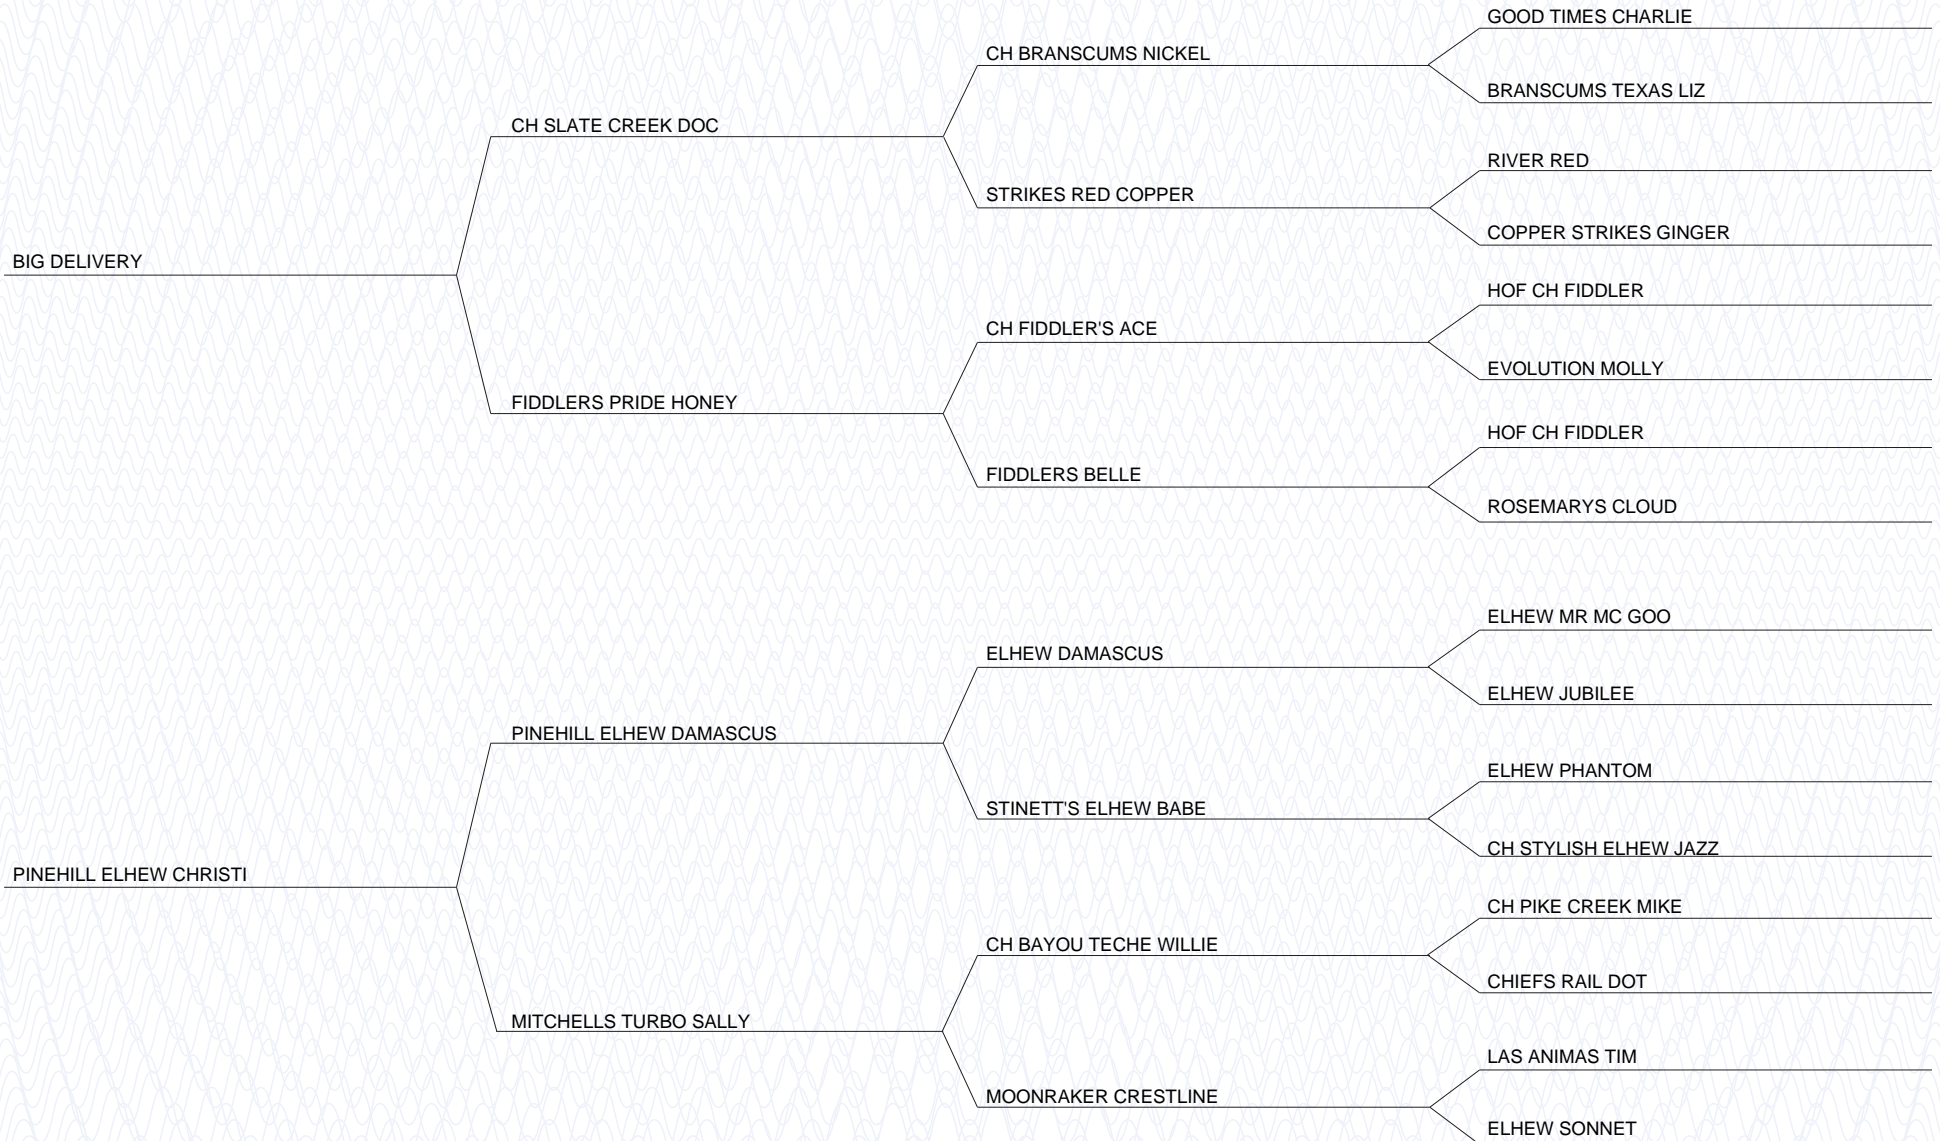 GOOD TIMES CHARLIE
CH BRANSCUMS NICKEL
BRANSCUMS TEXAS LIZ
CH SLATE CREEK DOC
RIVER RED
STRIKES RED COPPER
COPPER STRIKES GINGER
BIG DELIVERY
HOF CH FIDDLER
CH FIDDLER'S ACE
EVOLUTION MOLLY
FIDDLERS PRIDE HONEY
HOF CH FIDDLER
FIDDLERS BELLE
ROSEMARYS CLOUD
ELHEW MR MC GOO
ELHEW DAMASCUS
ELHEW JUBILEE
PINEHILL ELHEW DAMASCUS
ELHEW PHANTOM
STINETT'S ELHEW BABE
CH STYLISH ELHEW JAZZ
PINEHILL ELHEW CHRISTI
CH PIKE CREEK MIKE
CH BAYOU TECHE WILLIE
CHIEFS RAIL DOT
MITCHELLS TURBO SALLY
LAS ANIMAS TIM
MOONRAKER CRESTLINE
ELHEW SONNET